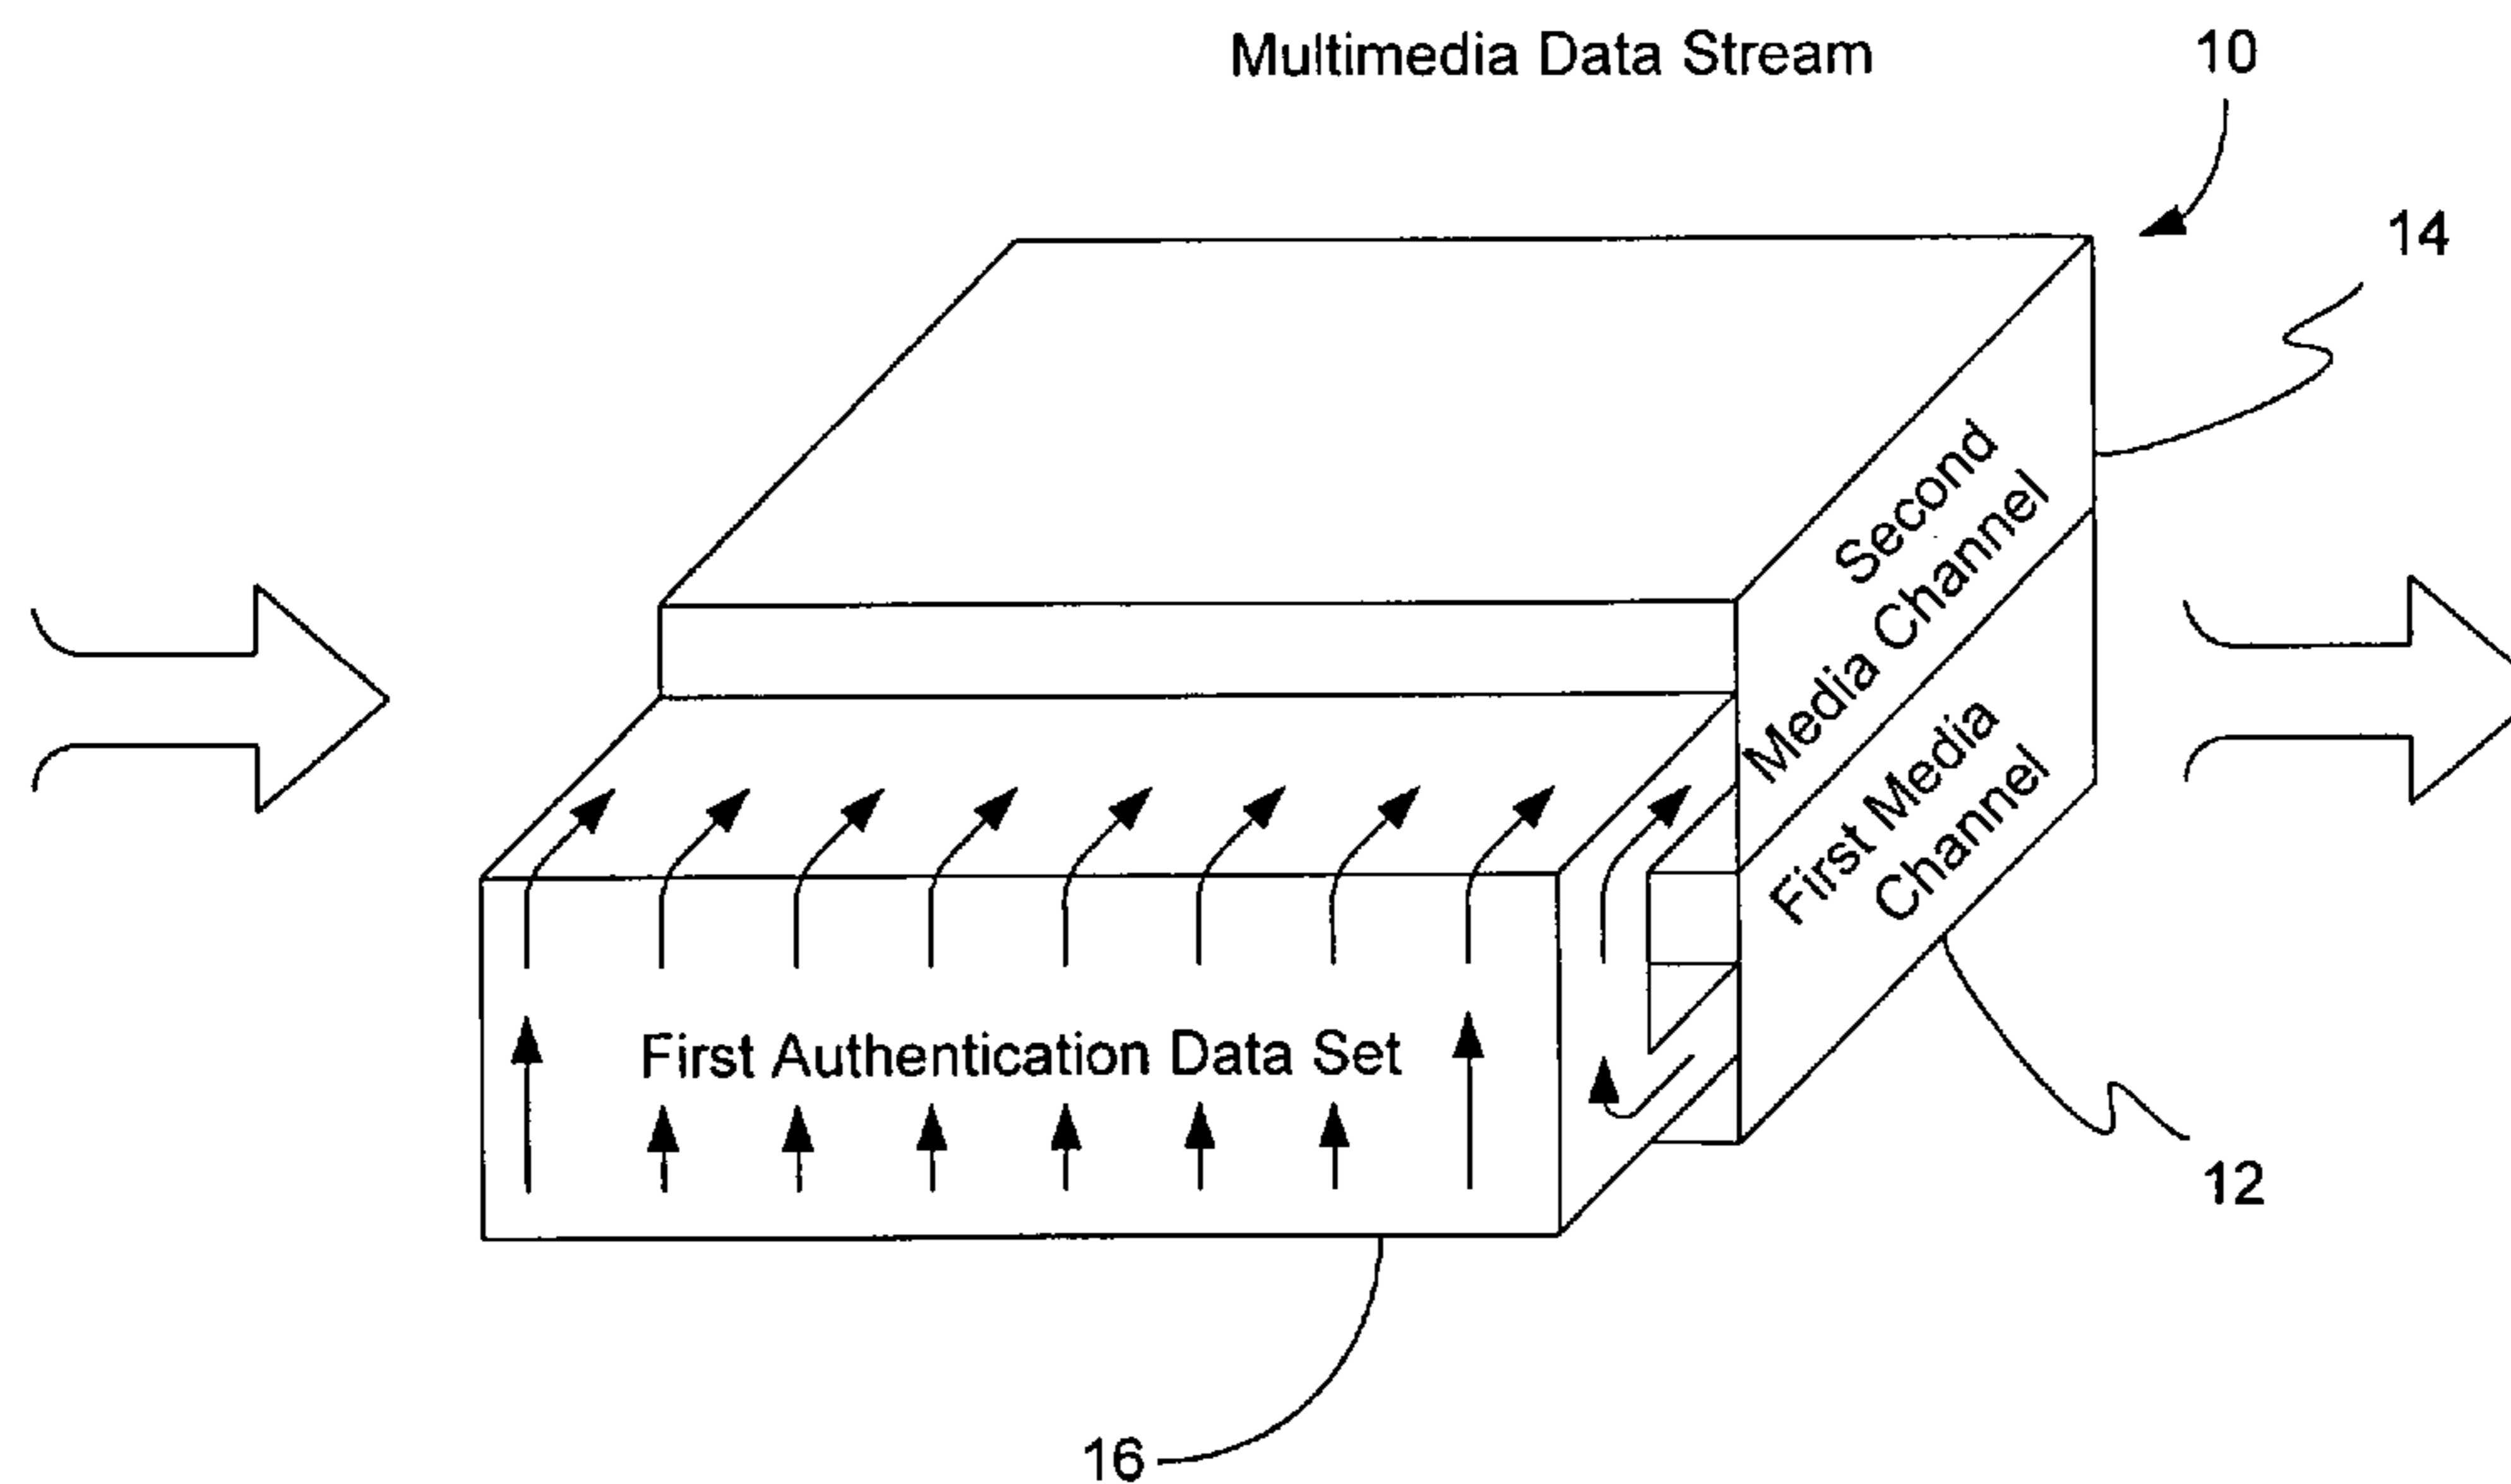 Multimedia Data Stream
10
14
Second
Media Channel
First Media
Channel
First Authentication Data Set
12
16